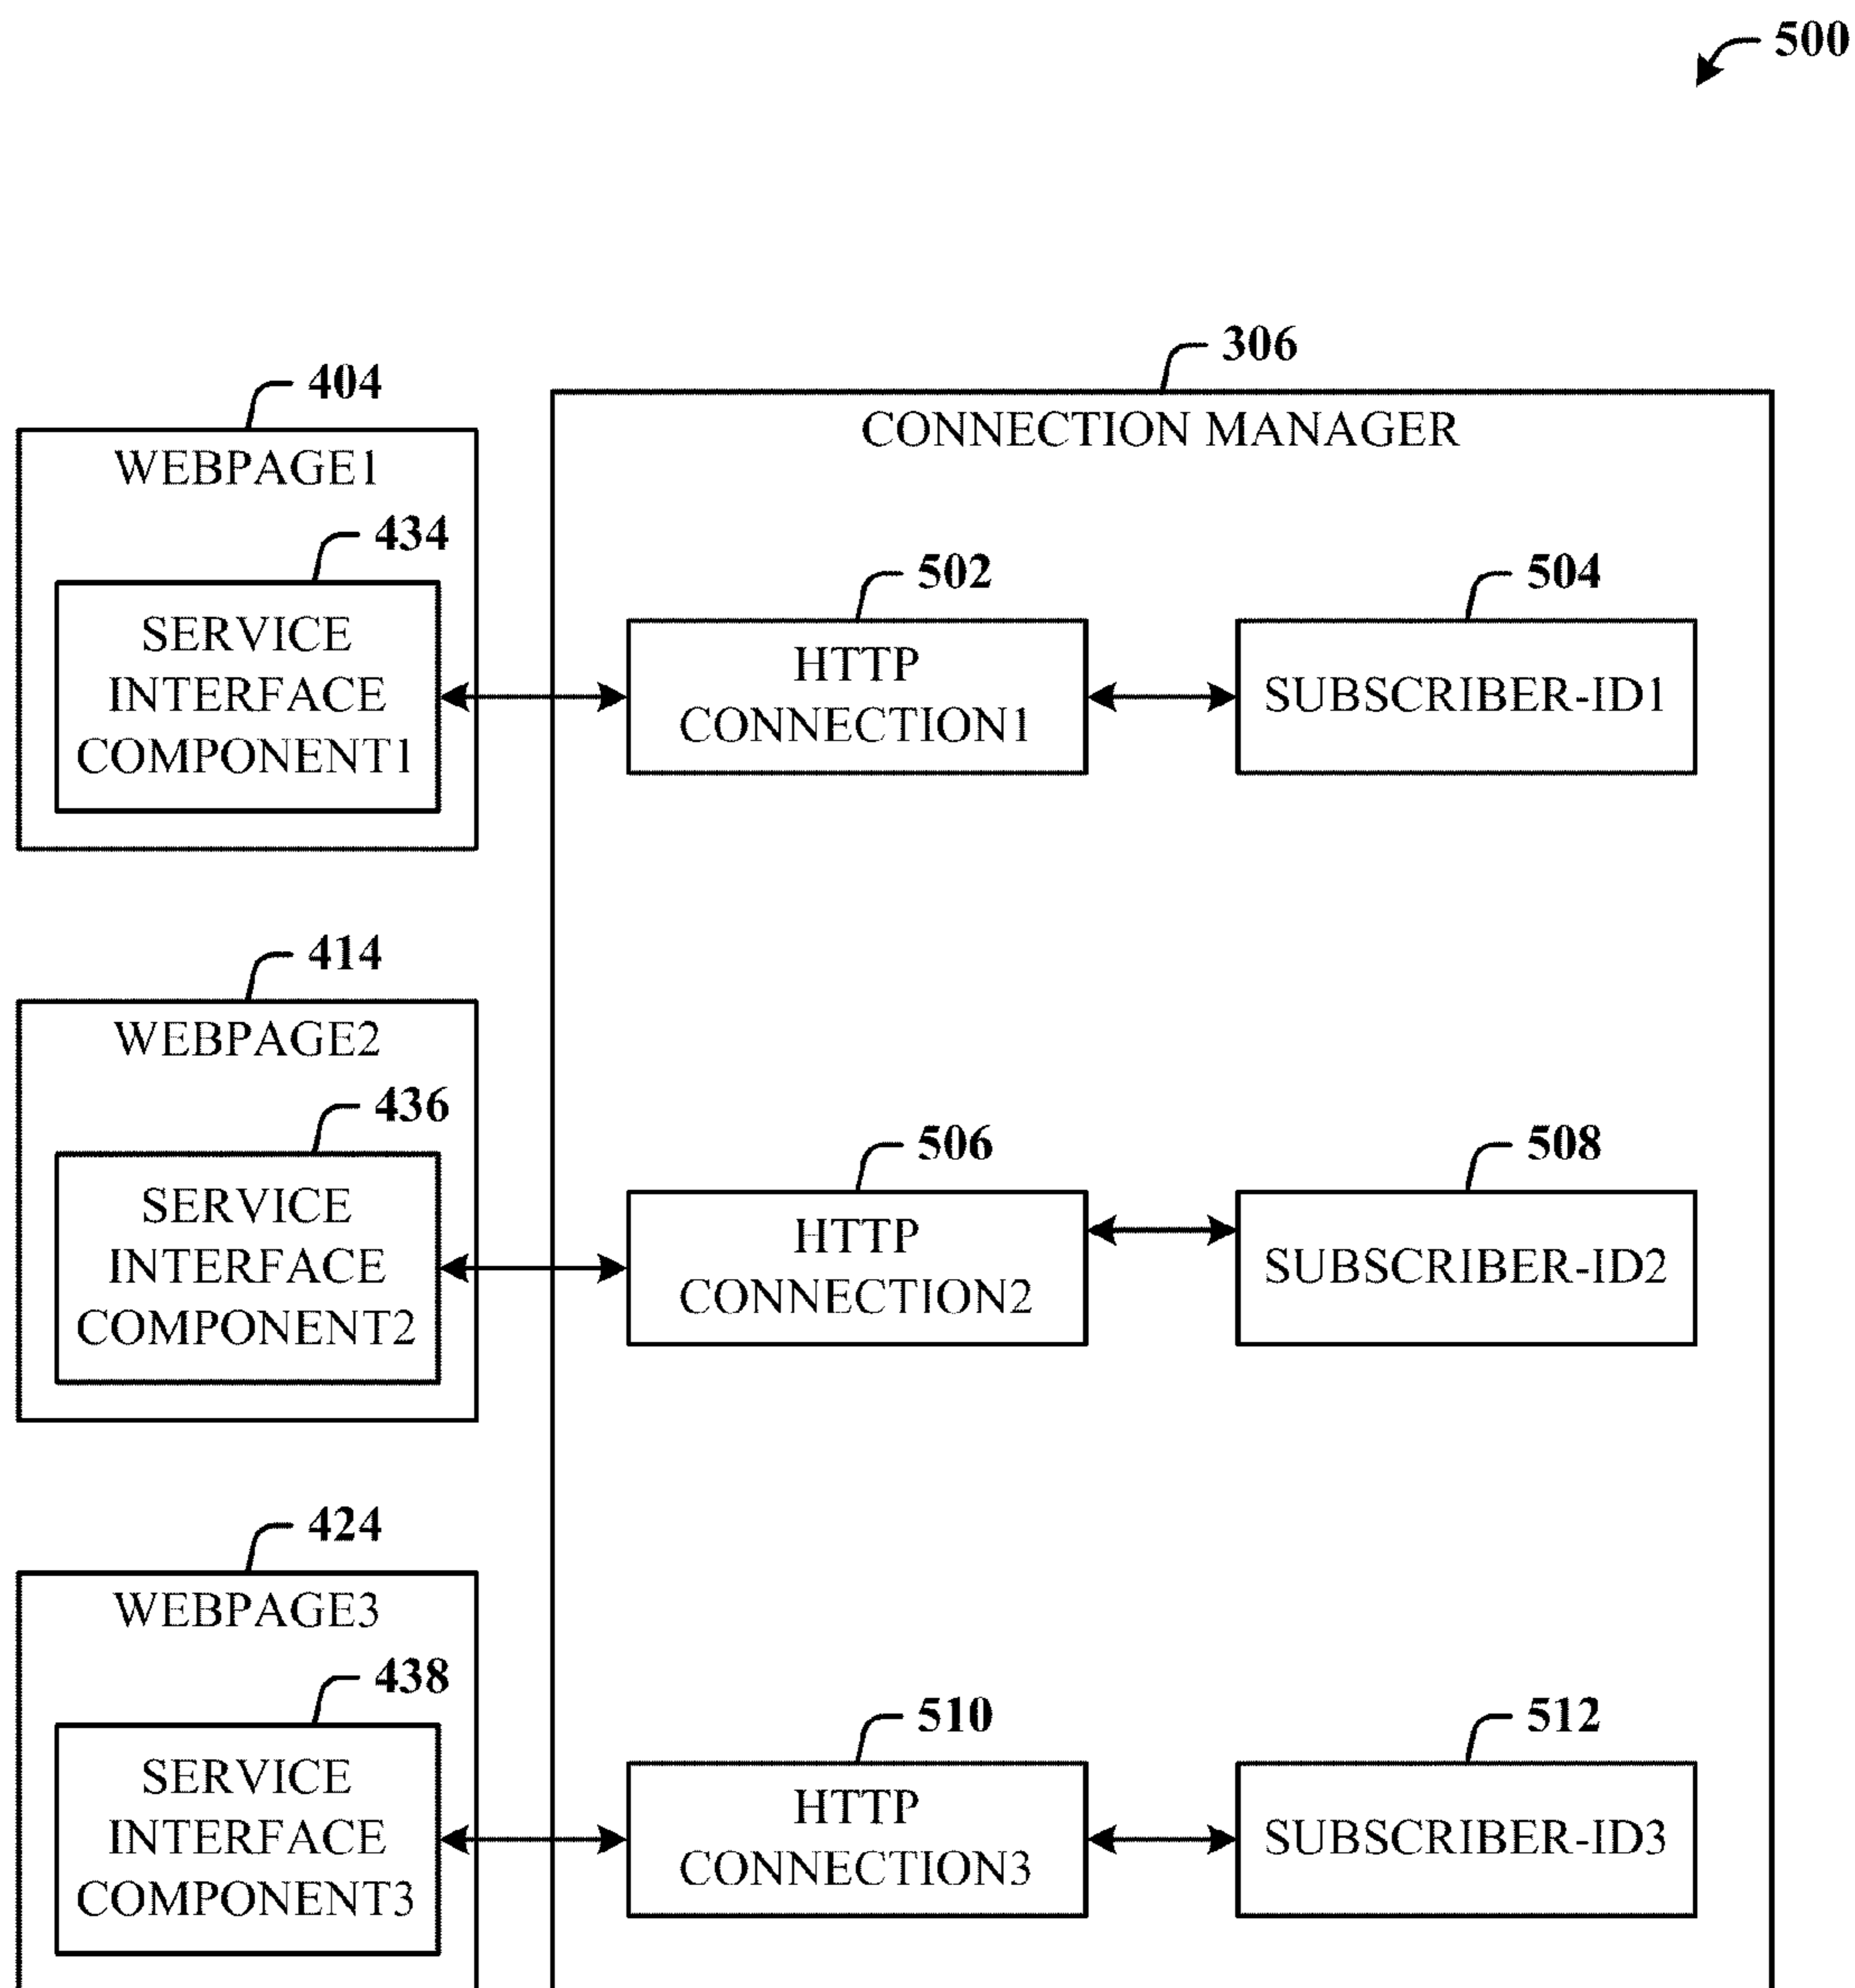 500
306
CONNECTION MANAGER
404
WEBPAGE1
434
SERVICE
INTERFACE
COMPONENT1
502
HTTP
CONNECTION1
504
SUBSCRIBER-ID1
414
WEBPAGE2
436
SERVICE
INTERFACE
COMPONENT2
506
HTTP
CONNECTION2
508
SUBSCRIBER-ID2
424
WEBPAGE3
438
SERVICE
INTERFACE
COMPONENT3
510
HTTP
CONNECTION3
512
SUBSCRIBER-ID3